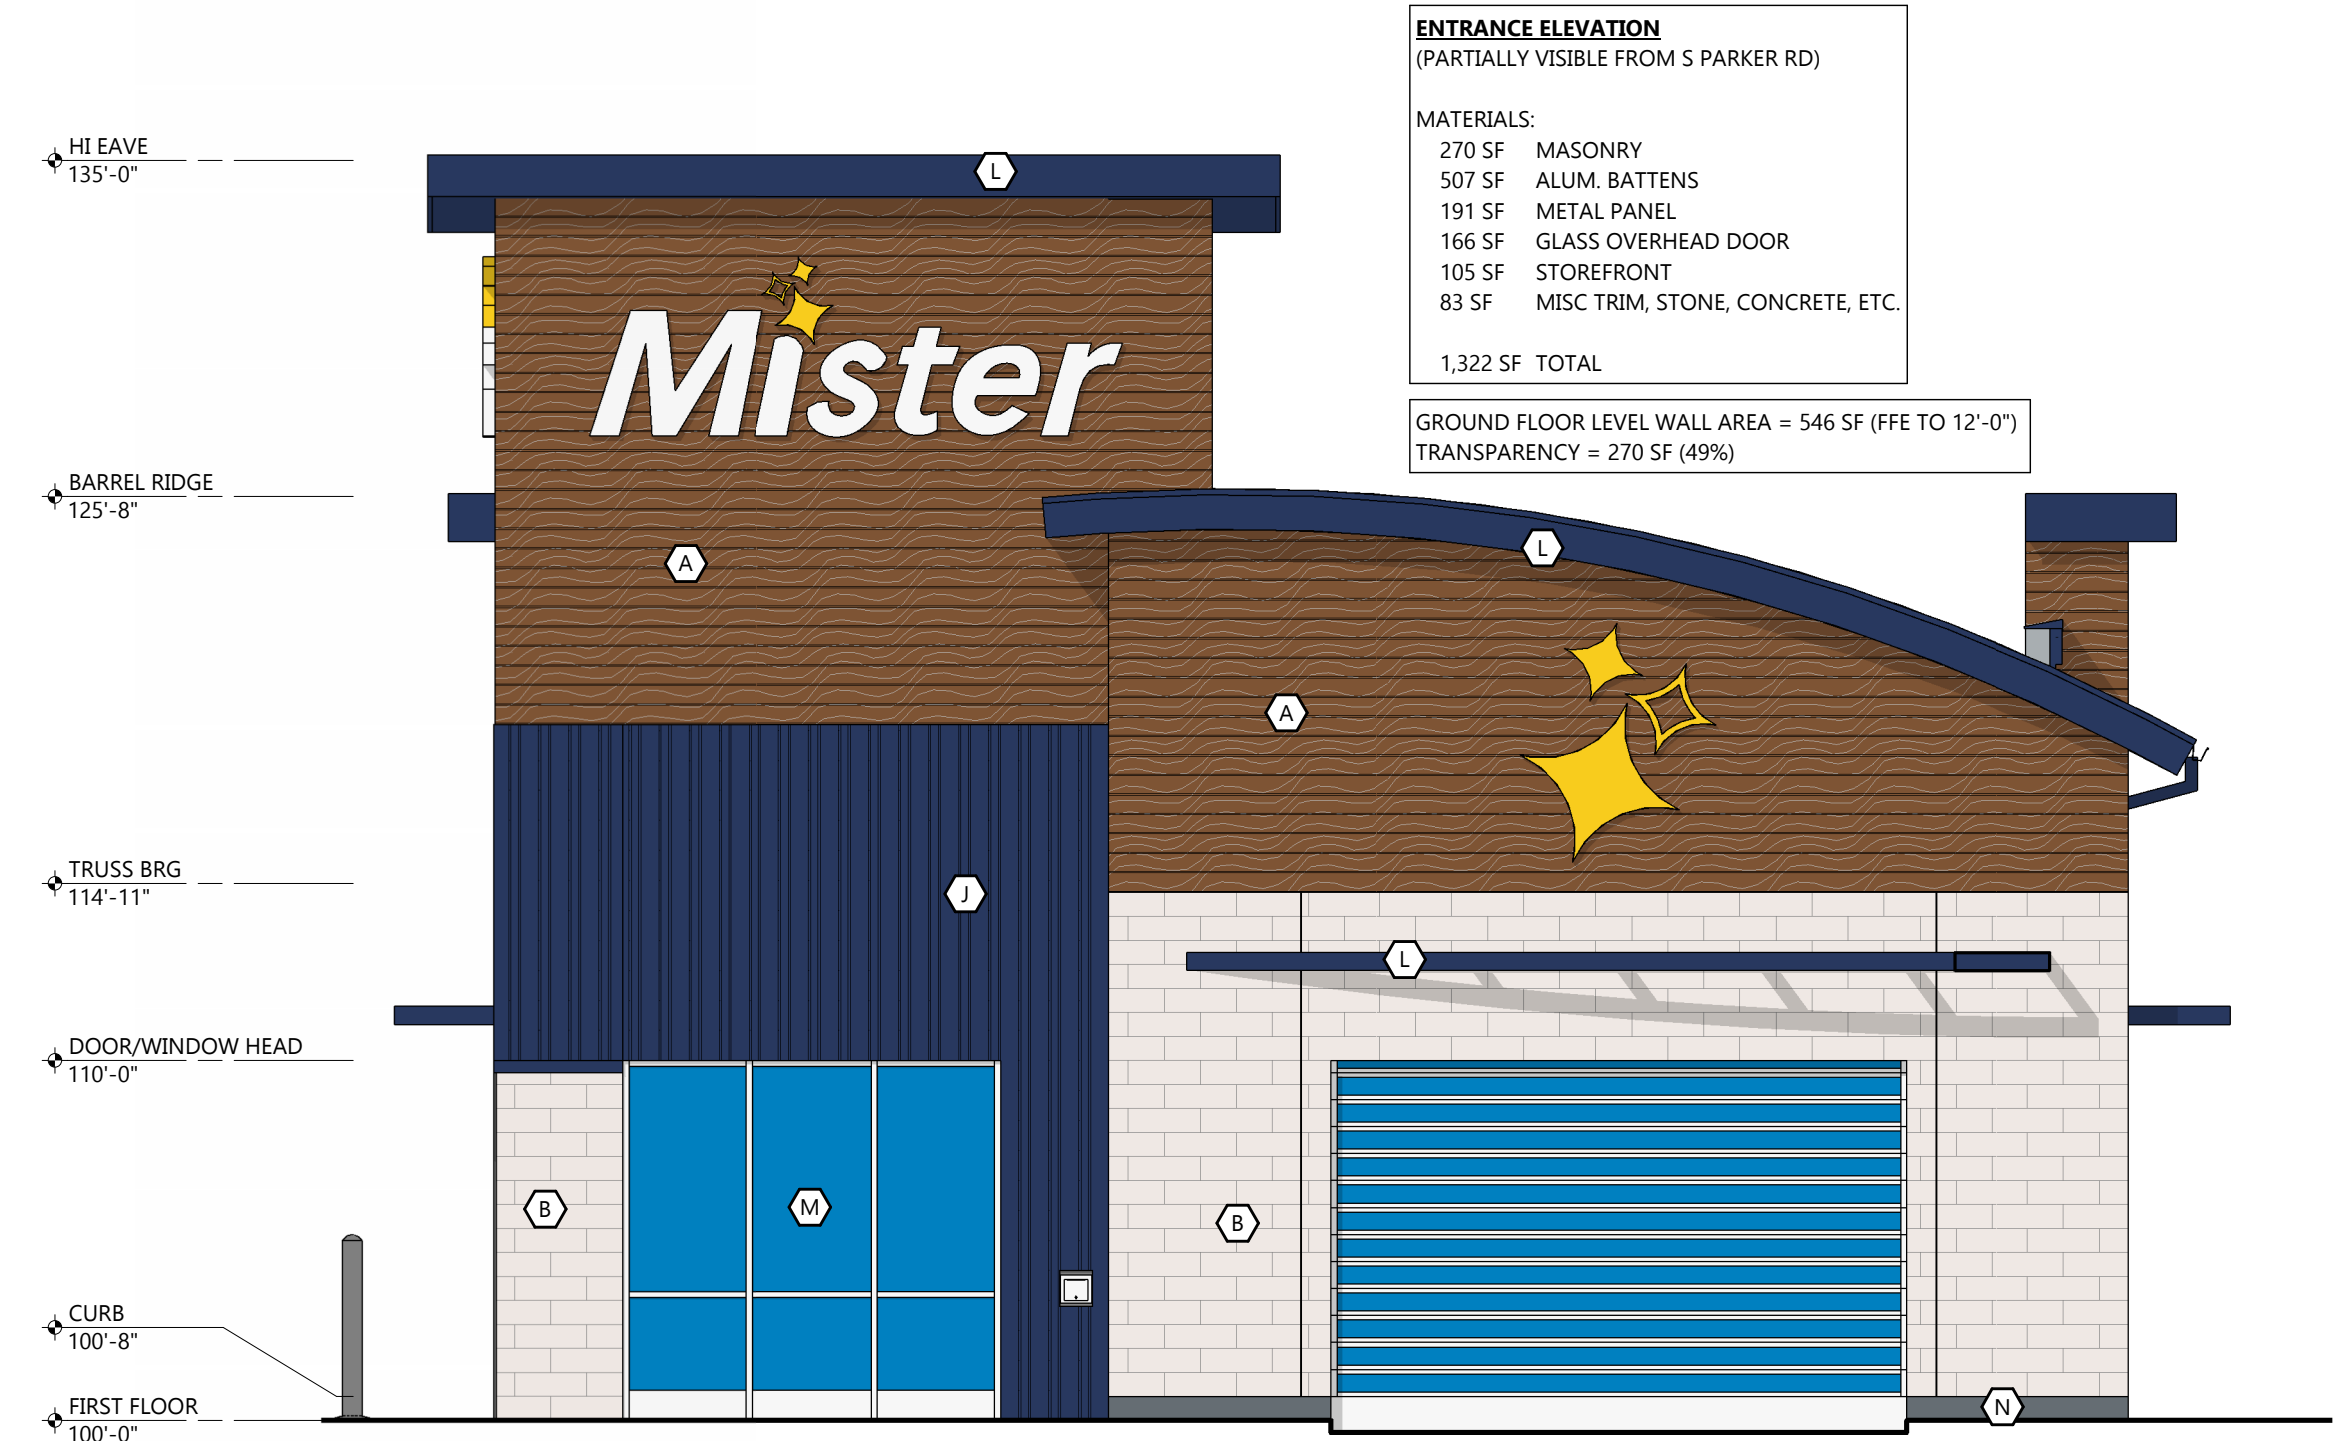 ENTRANCE ELEVATION
(PARTIALLY VISIBLE FROM S PARKER RD)
MATERIALS:
270 SF MASONRY
507 SF ALUM. BATTENS
191 SF METAL PANEL
166 SF GLASS OVERHEAD DOOR
105 SF STOREFRONT
83 SF MISC TRIM, STONE, CONCRETE, ETC.
1,322 SF TOTAL
GROUND FLOOR LEVEL WALL AREA = 546 SF (FFE TO 12'-0")
TRANSPARENCY = 270 SF (49%)
HI EAVE
135'-0"
L
Mister
BARREL RIDGE
125'-8"
L
A
A
TRUSS BRG
114'-11"
J
L
DOOR/WINDOW HEAD
110'-0"
B
M
B
CURB
100'-8"
FIRST FLOOR
100'-0"
N